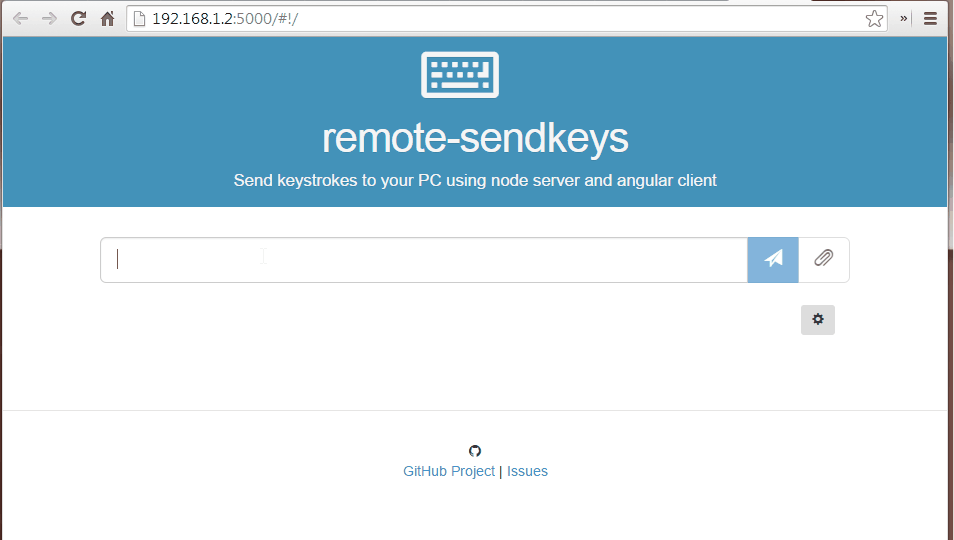 192.168.1.2:5000/#!/
»
remote-sendkeys
Send keystrokes to your PC using node server and angular client
GitHub Project | Issues